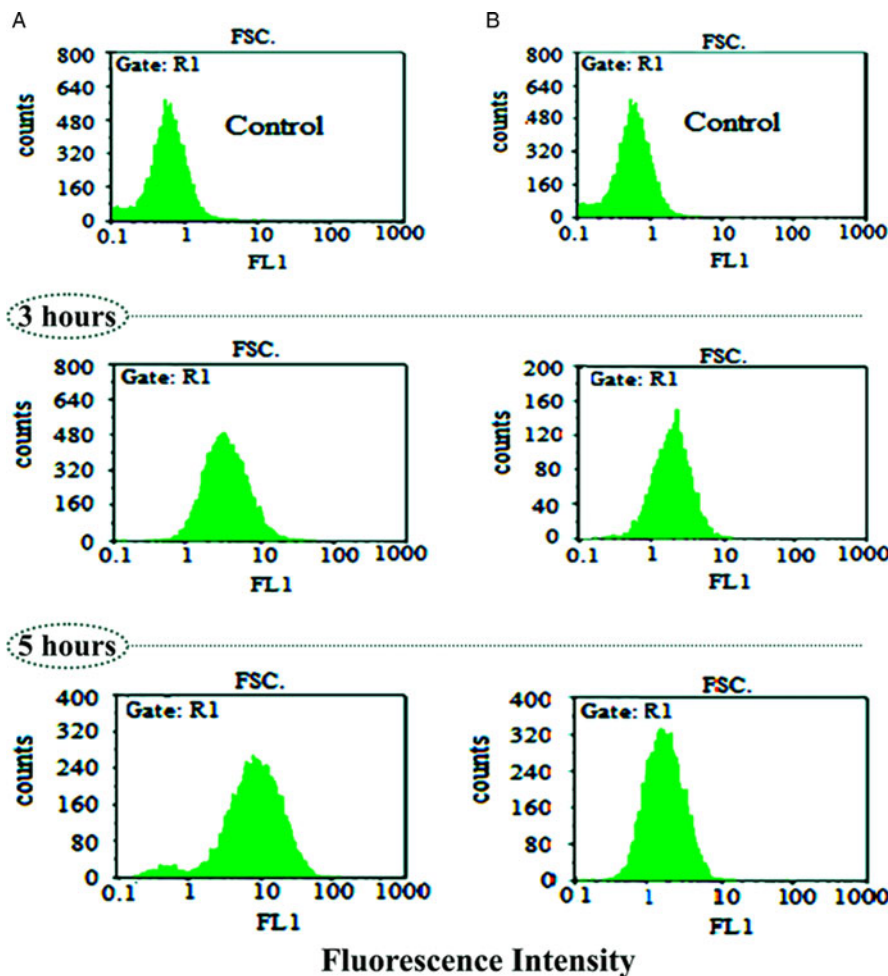 A
FSC.
800
640
480
320
160
0
counts
Gate: R1
Control
0.1 1 10 100 1000
FL1
B
FSC.
800
640
480
320
160
0
counts
Gate: R1
Control
0.1 1 10 100 1000
FL1
3 hours
FSC.
800
640
480
320
160
0
counts
Gate: R1
0.1 1 10 100 1000
FL1
FSC.
200
160
120
80
40
0
counts
Gate: R1
0.1 1 10 100 1000
FL1
5 hours
FSC.
400
320
240
160
80
0
counts
Gate: R1
0.1 1 10 100 1000
FL1
FSC.
400
320
240
160
80
0
counts
Gate: R1
0 1 1 10 100 1000
FL1
Fluorescence Intensity